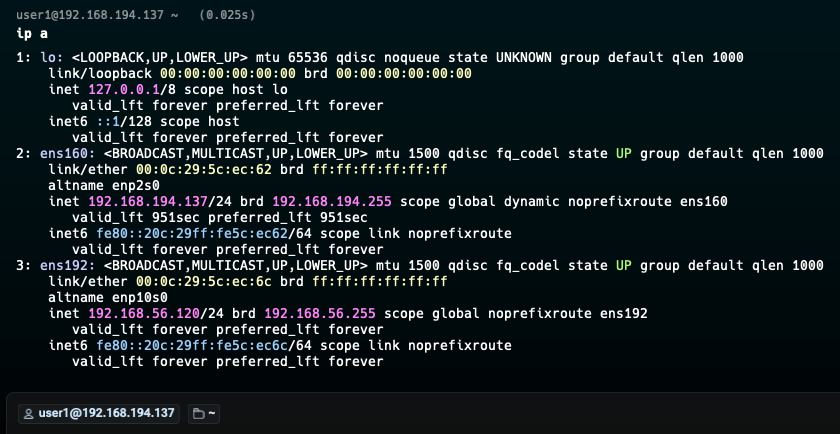 user1@192.168.194.137 ~ (0.025s)
ip a
1: lo: <LOOPBACK,UP,LOWER_UP> mtu 65536 qdisc noqueue state UNKNOWN group default qlen 1000
    link/loopback 00:00:00:00:00:00 brd 00:00:00:00:00:00
    inet 127.0.0.1/8 scope host lo
       valid_lft forever preferred_lft forever
    inet6 ::1/128 scope host
       valid_lft forever preferred_lft forever
2: ens160: <BROADCAST,MULTICAST,UP,LOWER_UP> mtu 1500 qdisc fq_codel state UP group default qlen 1000
    link/ether 00:0c:29:5c:ec:62 brd ff:ff:ff:ff:ff:ff
    altname enp2s0
    inet 192.168.194.137/24 brd 192.168.194.255 scope global dynamic noprefixroute ens160
       valid_lft 951sec preferred_lft 951sec
    inet6 fe80::20c:29ff:fe5c:ec62/64 scope link noprefixroute
       valid_lft forever preferred_lft forever
3: ens192: <BROADCAST,MULTICAST,UP,LOWER_UP> mtu 1500 qdisc fq_codel state UP group default qlen 1000
    link/ether 00:0c:29:5c:ec:6c brd ff:ff:ff:ff:ff:ff
    altname enp10s0
    inet 192.168.56.120/24 brd 192.168.56.255 scope global noprefixroute ens192
       valid_lft forever preferred_lft forever
    inet6 fe80::20c:29ff:fe5c:ec6c/64 scope link noprefixroute
       valid_lft forever preferred_lft forever
user1@192.168.194.137 ~